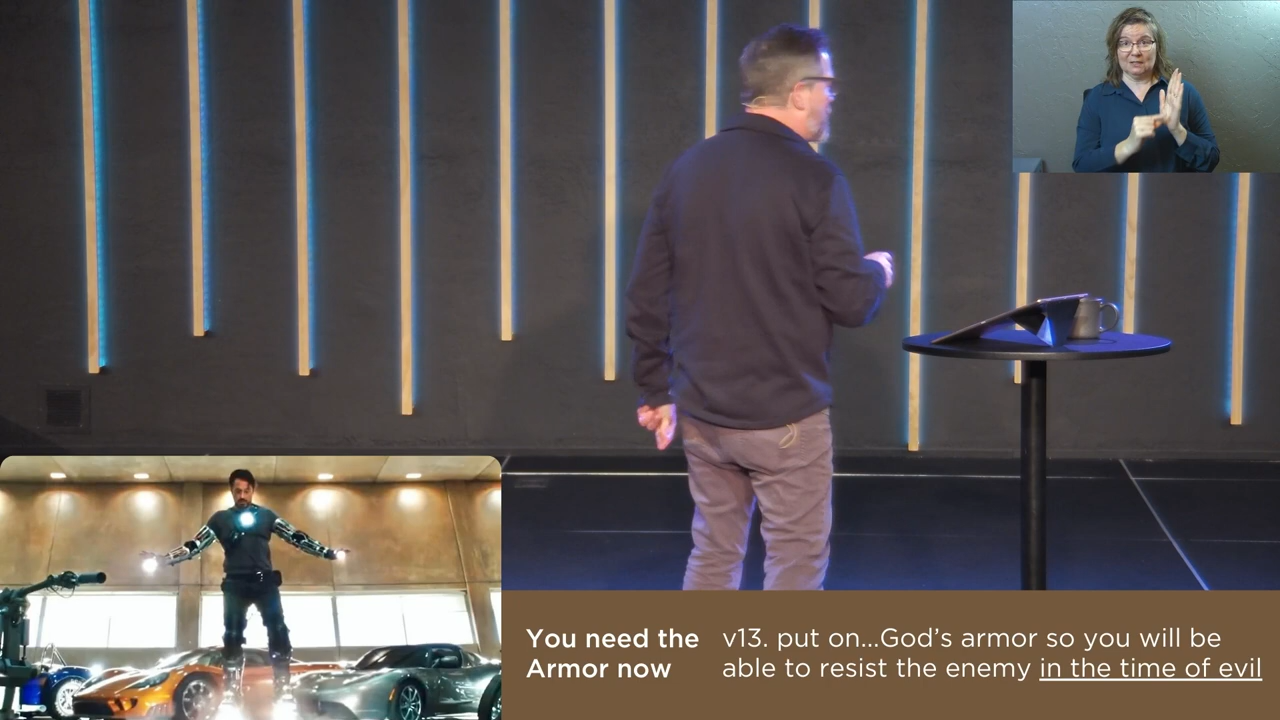 You need the
Armor now
v13. put on...God's armor so you will be
able to resist the enemy in the time of evil